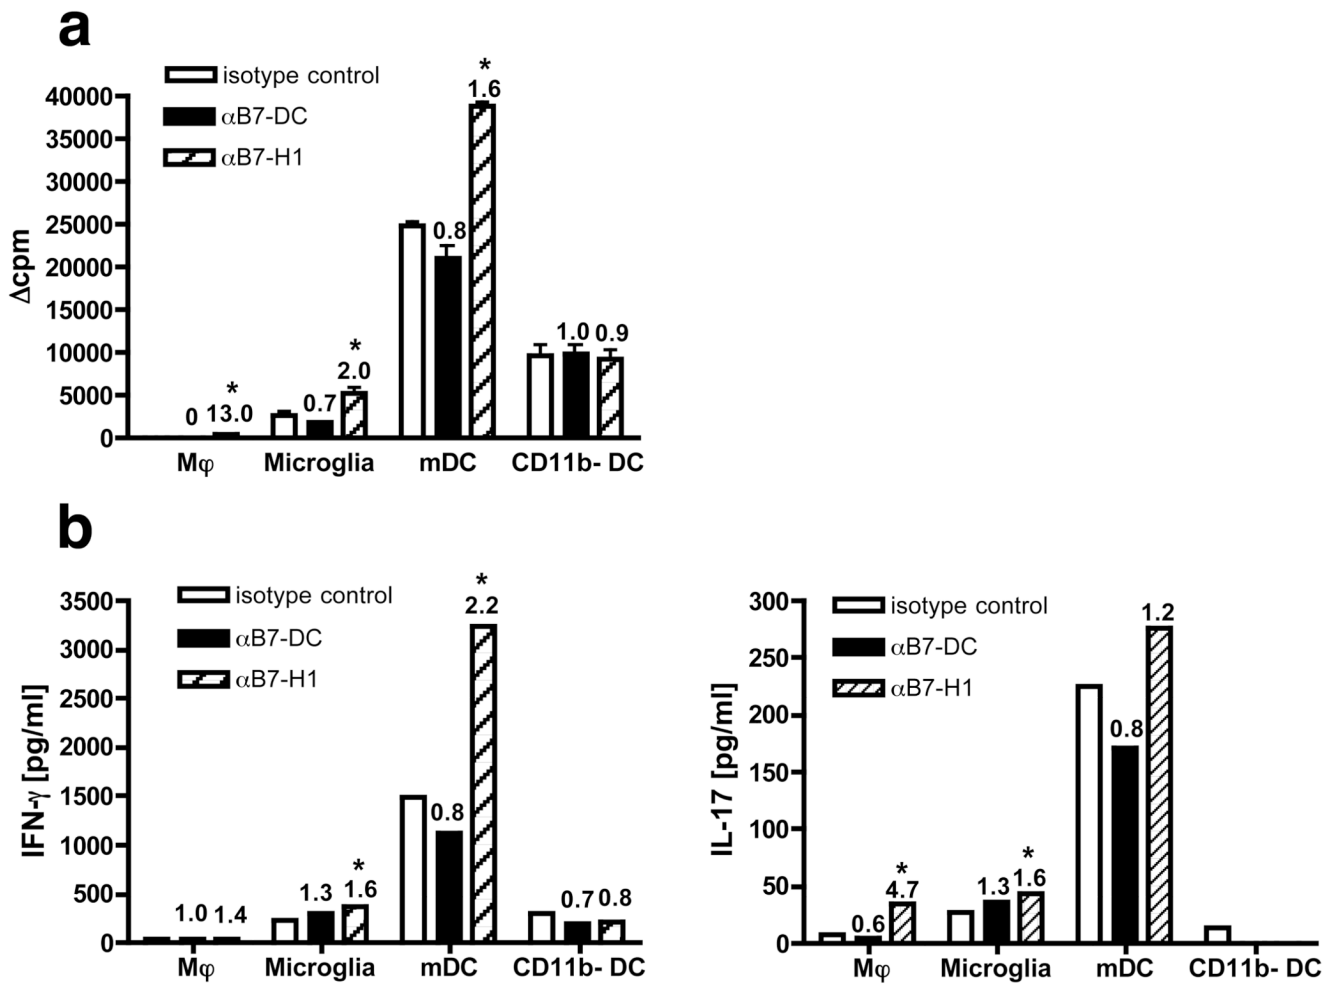 a
isotype control
αB7-DC
αB7-H1
Δcpm
40000
35000
30000
25000
20000
15000
10000
5000
0
0 13.0 *
0.7 2.0 *
0.8 1.6 *
1.0 0.9
Mφ Microglia mDC CD11b- DC
b
isotype control
αB7-DC
αB7-H1
IFN-γ [pg/ml]
3500
3000
2500
2000
1500
1000
500
0
1.0 1.4
1.3 1.6 *
0.8 2.2 *
0.7 0.8
Mφ Microglia mDC CD11b- DC
isotype control
αB7-DC
αB7-H1
IL-17 [pg/ml]
300
250
200
150
100
50
0
0.6 4.7 *
1.3 1.6 *
0.8 1.2
Mφ Microglia mDC CD11b- DC